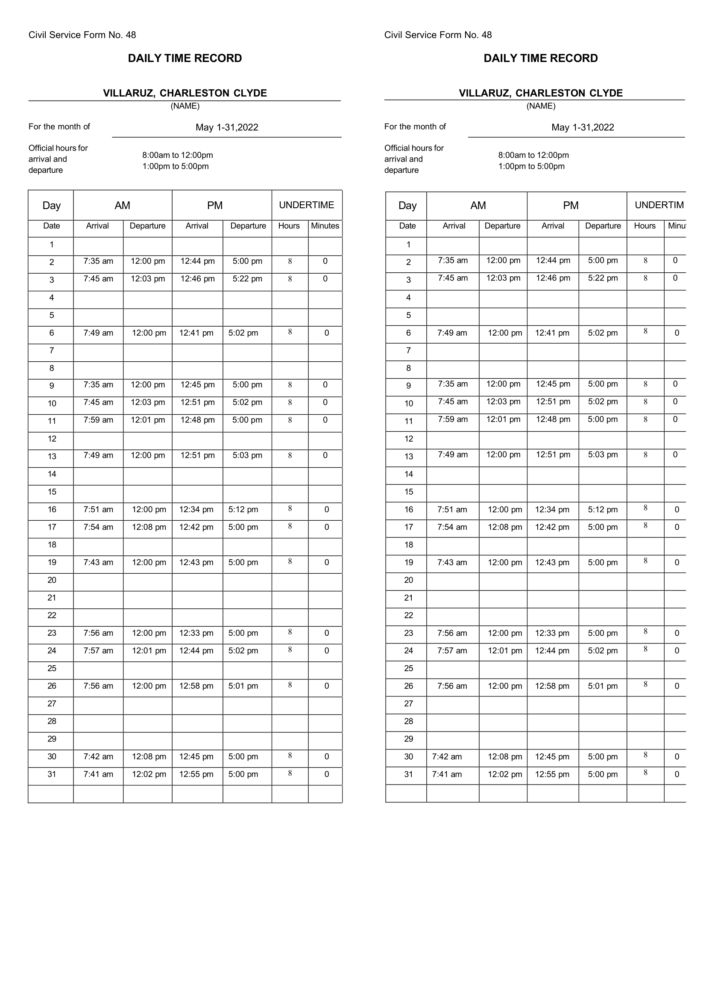 Civil Service Form No. 48
DAILY TIME RECORD
VILLARUZ, CHARLESTON CLYDE
(NAME)
For the month of May 1-31,2022
Official hours for
arrival and
departure
8:00am to 12:00pm
1:00pm to 5:00pm
Day AM PM UNDERTIME
Date Arrival Departure Arrival Departure Hours Minutes
1
2 7:35 am 12:00 pm 12:44 pm 5:00 pm 8 0
3 7:45 am 12:03 pm 12:46 pm 5:22 pm 8 0
4
5
6 7:49 am 12:00 pm 12:41 pm 5:02 pm 8 0
7
8
9 7:35 am 12:00 pm 12:45 pm 5:00 pm 8 0
10 7:45 am 12:03 pm 12:51 pm 5:02 pm 8 0
11 7:59 am 12:01 pm 12:48 pm 5:00 pm 8 0
12
13 7:49 am 12:00 pm 12:51 pm 5:03 pm 8 0
14
15
16 7:51 am 12:00 pm 12:34 pm 5:12 pm 8 0
17 7:54 am 12:08 pm 12:42 pm 5:00 pm 8 0
18
19 7:43 am 12:00 pm 12:43 pm 5:00 pm 8 0
20
21
22
23 7:56 am 12:00 pm 12:33 pm 5:00 pm 8 0
24 7:57 am 12:01 pm 12:44 pm 5:02 pm 8 0
25
26 7:56 am 12:00 pm 12:58 pm 5:01 pm 8 0
27
28
29
30 7:42 am 12:08 pm 12:45 pm 5:00 pm 8 0
31 7:41 am 12:02 pm 12:55 pm 5:00 pm 8 0
Civil Service Form No. 48
DAILY TIME RECORD
VILLARUZ, CHARLESTON CLYDE
(NAME)
For the month of May 1-31,2022
Official hours for
arrival and
departure
8:00am to 12:00pm
1:00pm to 5:00pm
Day AM PM UNDERTIM
Date Arrival Departure Arrival Departure Hours Minu
1
2 7:35 am 12:00 pm 12:44 pm 5:00 pm 8 0
3 7:45 am 12:03 pm 12:46 pm 5:22 pm 8 0
4
5
6 7:49 am 12:00 pm 12:41 pm 5:02 pm 8 0
7
8
9 7:35 am 12:00 pm 12:45 pm 5:00 pm 8 0
10 7:45 am 12:03 pm 12:51 pm 5:02 pm 8 0
11 7:59 am 12:01 pm 12:48 pm 5:00 pm 8 0
12
13 7:49 am 12:00 pm 12:51 pm 5:03 pm 8 0
14
15
16 7:51 am 12:00 pm 12:34 pm 5:12 pm 8 0
17 7:54 am 12:08 pm 12:42 pm 5:00 pm 8 0
18
19 7:43 am 12:00 pm 12:43 pm 5:00 pm 8 0
20
21
22
23 7:56 am 12:00 pm 12:33 pm 5:00 pm 8 0
24 7:57 am 12:01 pm 12:44 pm 5:02 pm 8 0
25
26 7:56 am 12:00 pm 12:58 pm 5:01 pm 8 0
27
28
29
30 7:42 am 12:08 pm 12:45 pm 5:00 pm 8 0
31 7:41 am 12:02 pm 12:55 pm 5:00 pm 8 0